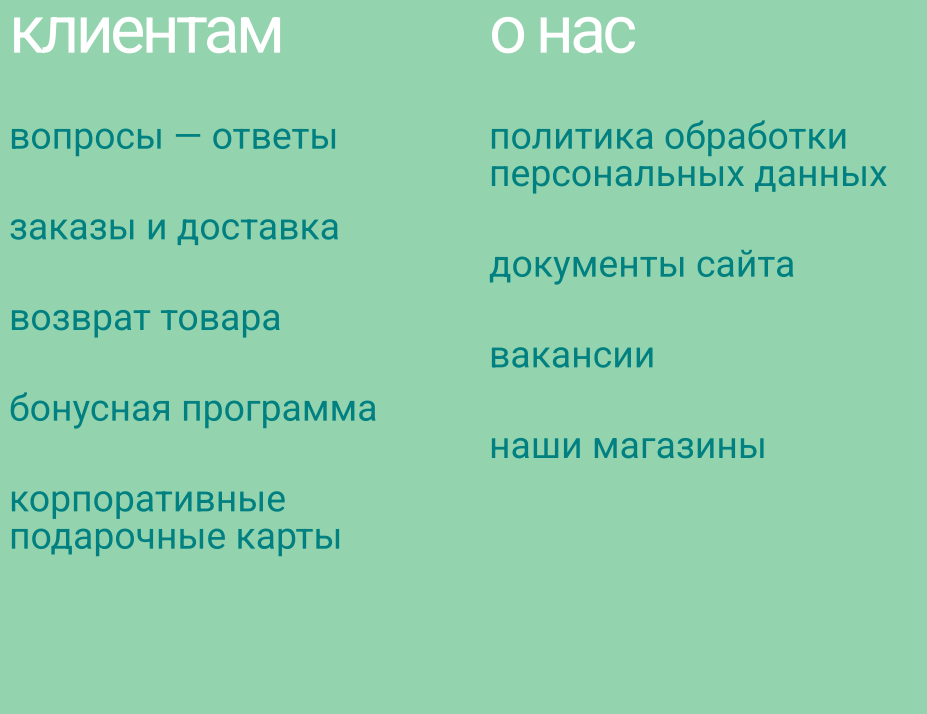 клиентам
вопросы — ответы
заказы и доставка
возврат товара
бонусная программа
корпоративные
подарочные карты
о нас
политика обработки
персональных данных
документы сайта
вакансии
наши магазины